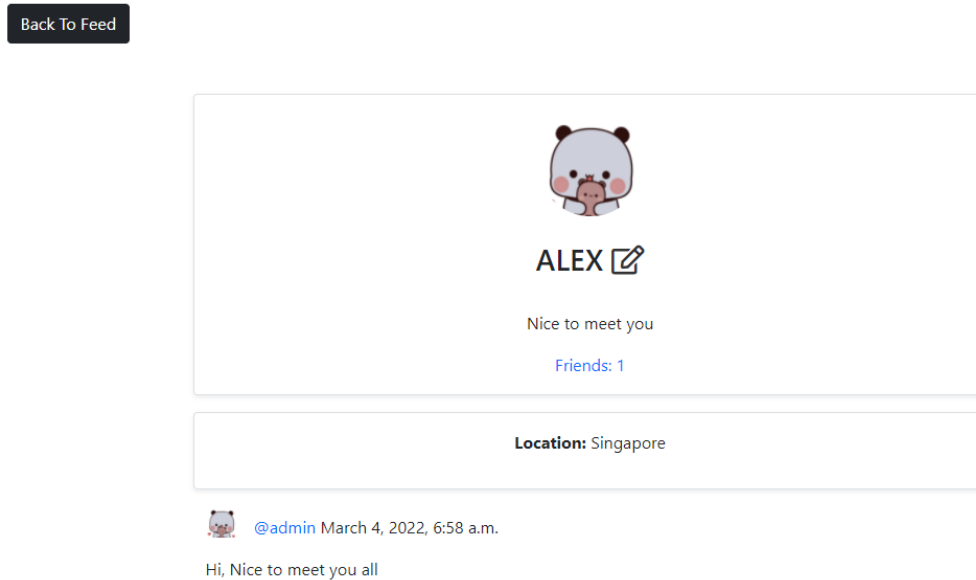 Back To Feed
ALEX
Nice to meet you
Friends: 1
Location: Singapore
@admin March 4, 2022, 6:58 a.m.
Hi, Nice to meet you all